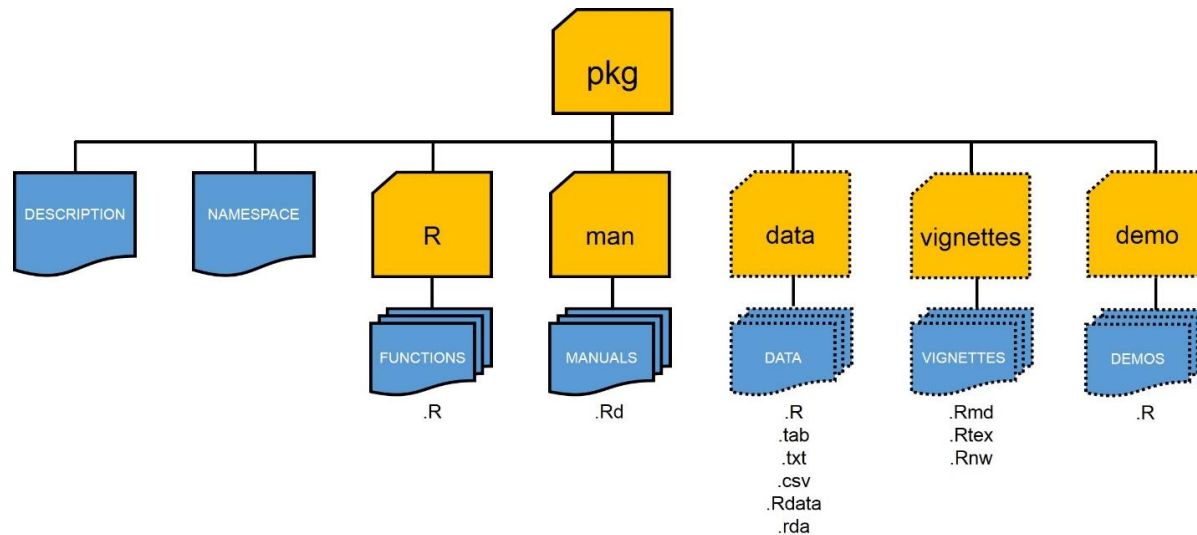 pkg
DESCRIPTION
NAMESPACE
R
man
data
vignettes
demo
FUNCTIONS
MANUALS
DATA
VIGNETTES
DEMOS
.R
.Rd
.R
.tab
.txt
.csv
.Rdata
.rda
.Rmd
.Rtex
.Rnw
.R